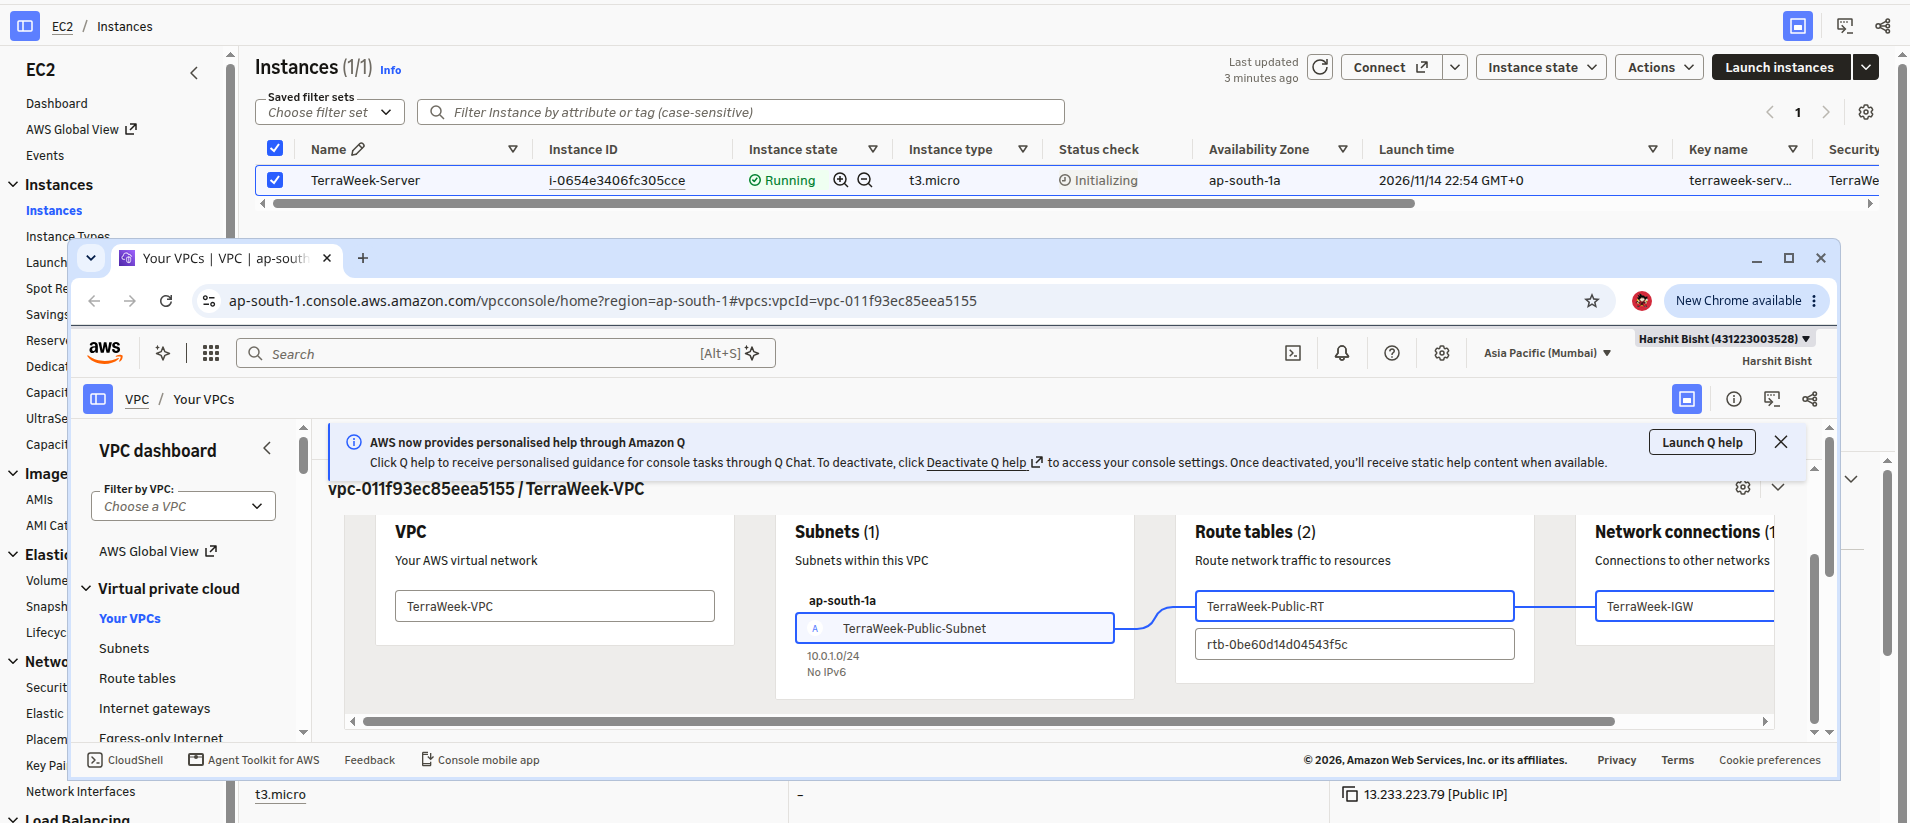 EC2 / Instances
EC2
Dashboard
AWS Global View
Events
Instances
Instances
Instance Types
Launch
Spot Re
Savings
Reserv
Dedicat
Capacit
UltraSe
Capacit
Image
AMIs
AMI Cat
Elastic
Volume
Snapsh
Lifecyc
Netwo
Securit
Elastic
Placem
Key Pai
Network Interfaces
Load Balancing
Instances (1/1) Info
Last updated
3 minutes ago
Connect
Instance state
Actions
Launch instances
Saved filter sets
Choose filter set
Filter Instance by attribute or tag (case-sensitive)
1
Name Instance ID Instance state Instance type Status check Availability Zone Launch time Key name Security
TerraWeek-Server i-0654e3406fc305cce Running t3.micro Initializing ap-south-1a 2026/11/14 22:54 GMT+0 terraweek-serv... TerraWe
Your VPCs | VPC | ap-south
ap-south-1.console.aws.amazon.com/vpcconsole/home?region=ap-south-1#vpcs:vpcId=vpc-011f93ec85eea5155
New Chrome available
aws
Search [Alt+S]
Asia Pacific (Mumbai)
Harshit Bisht (431223003528)
Harshit Bisht
VPC / Your VPCs
VPC dashboard
Filter by VPC:
Choose a VPC
AWS Global View
Virtual private cloud
Your VPCs
Subnets
Route tables
Internet gateways
Egress-only Internet
AWS now provides personalised help through Amazon Q
Click Q help to receive personalised guidance for console tasks through Q Chat. To deactivate, click Deactivate Q help to access your console settings. Once deactivated, you'll receive static help content when available.
Launch Q help
vpc-011f93ec85eea5155 / TerraWeek-VPC
VPC
Your AWS virtual network
TerraWeek-VPC
Subnets (1)
Subnets within this VPC
ap-south-1a
A TerraWeek-Public-Subnet
10.0.1.0/24
No IPv6
Route tables (2)
Route network traffic to resources
TerraWeek-Public-RT
rtb-0be60d14d04543f5c
Network connections (1
Connections to other networks
TerraWeek-IGW
CloudShell Agent Toolkit for AWS Feedback Console mobile app
© 2026, Amazon Web Services, Inc. or its affiliates. Privacy Terms Cookie preferences
t3.micro
–
13.233.223.79 [Public IP]